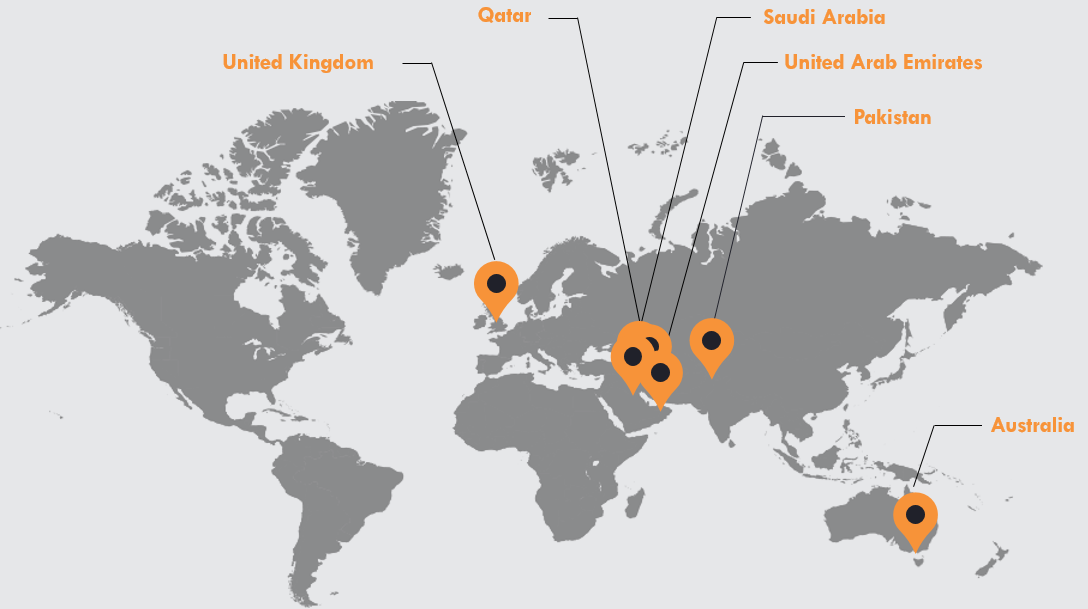 Qatar
Saudi Arabia
United Kingdom
United Arab Emirates
Pakistan
Australia